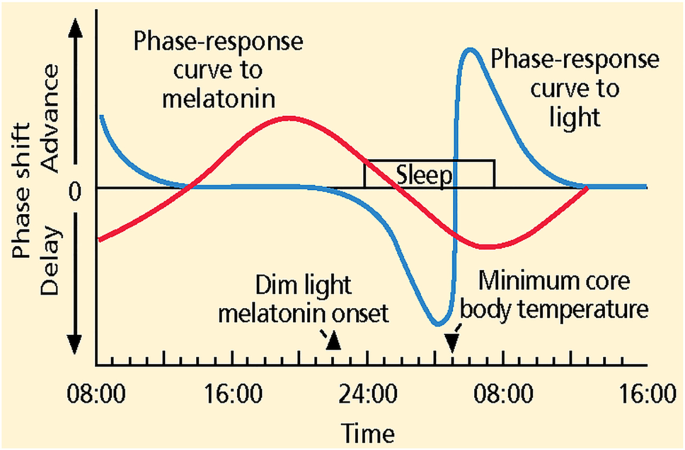 Phase-response
curve to
melatonin
Phase-response
curve to
light
Phase shift
Delay Advance
0
Sleep
Dim light
melatonin onset
Minimum core
body temperature
08:00 16:00 24:00 08:00 16:00
Time